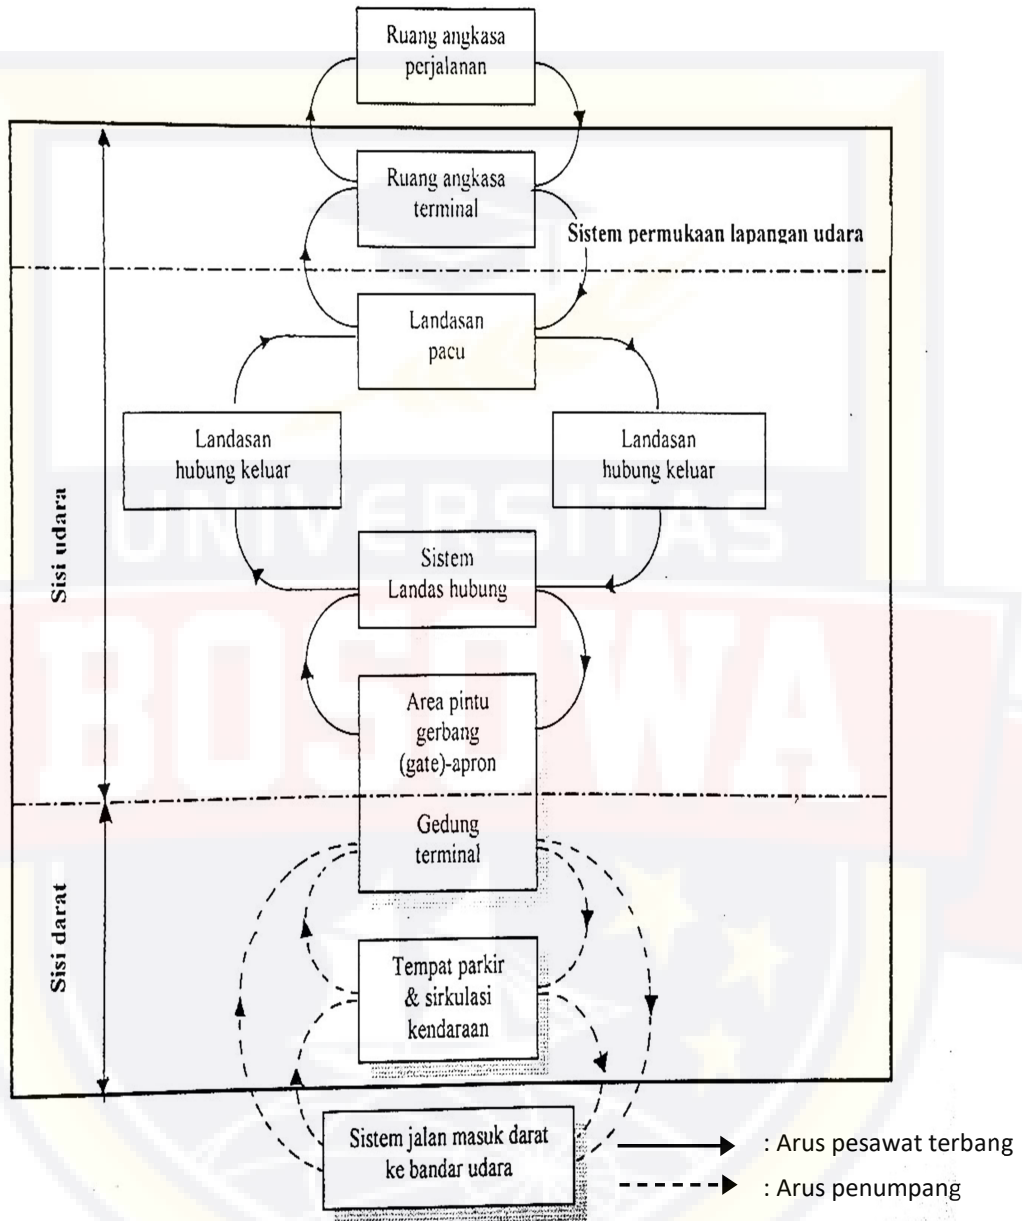 Ruang angkasa
perjalanan
Ruang angkasa
terminal
Sistem permukaan lapangan udara
Landasan
pacu
Landasan
hubung keluar
Landasan
hubung keluar
UNIVERSITAS
Sisi udara
Sistem
Landas hubung
BOSOWA
Area pintu
gerbang
(gate)-apron
Gedung
terminal
Sisi darat
Tempat parkir
& sirkulasi
kendaraan
Sistem jalan masuk darat
ke bandar udara
: Arus pesawat terbang
: Arus penumpang